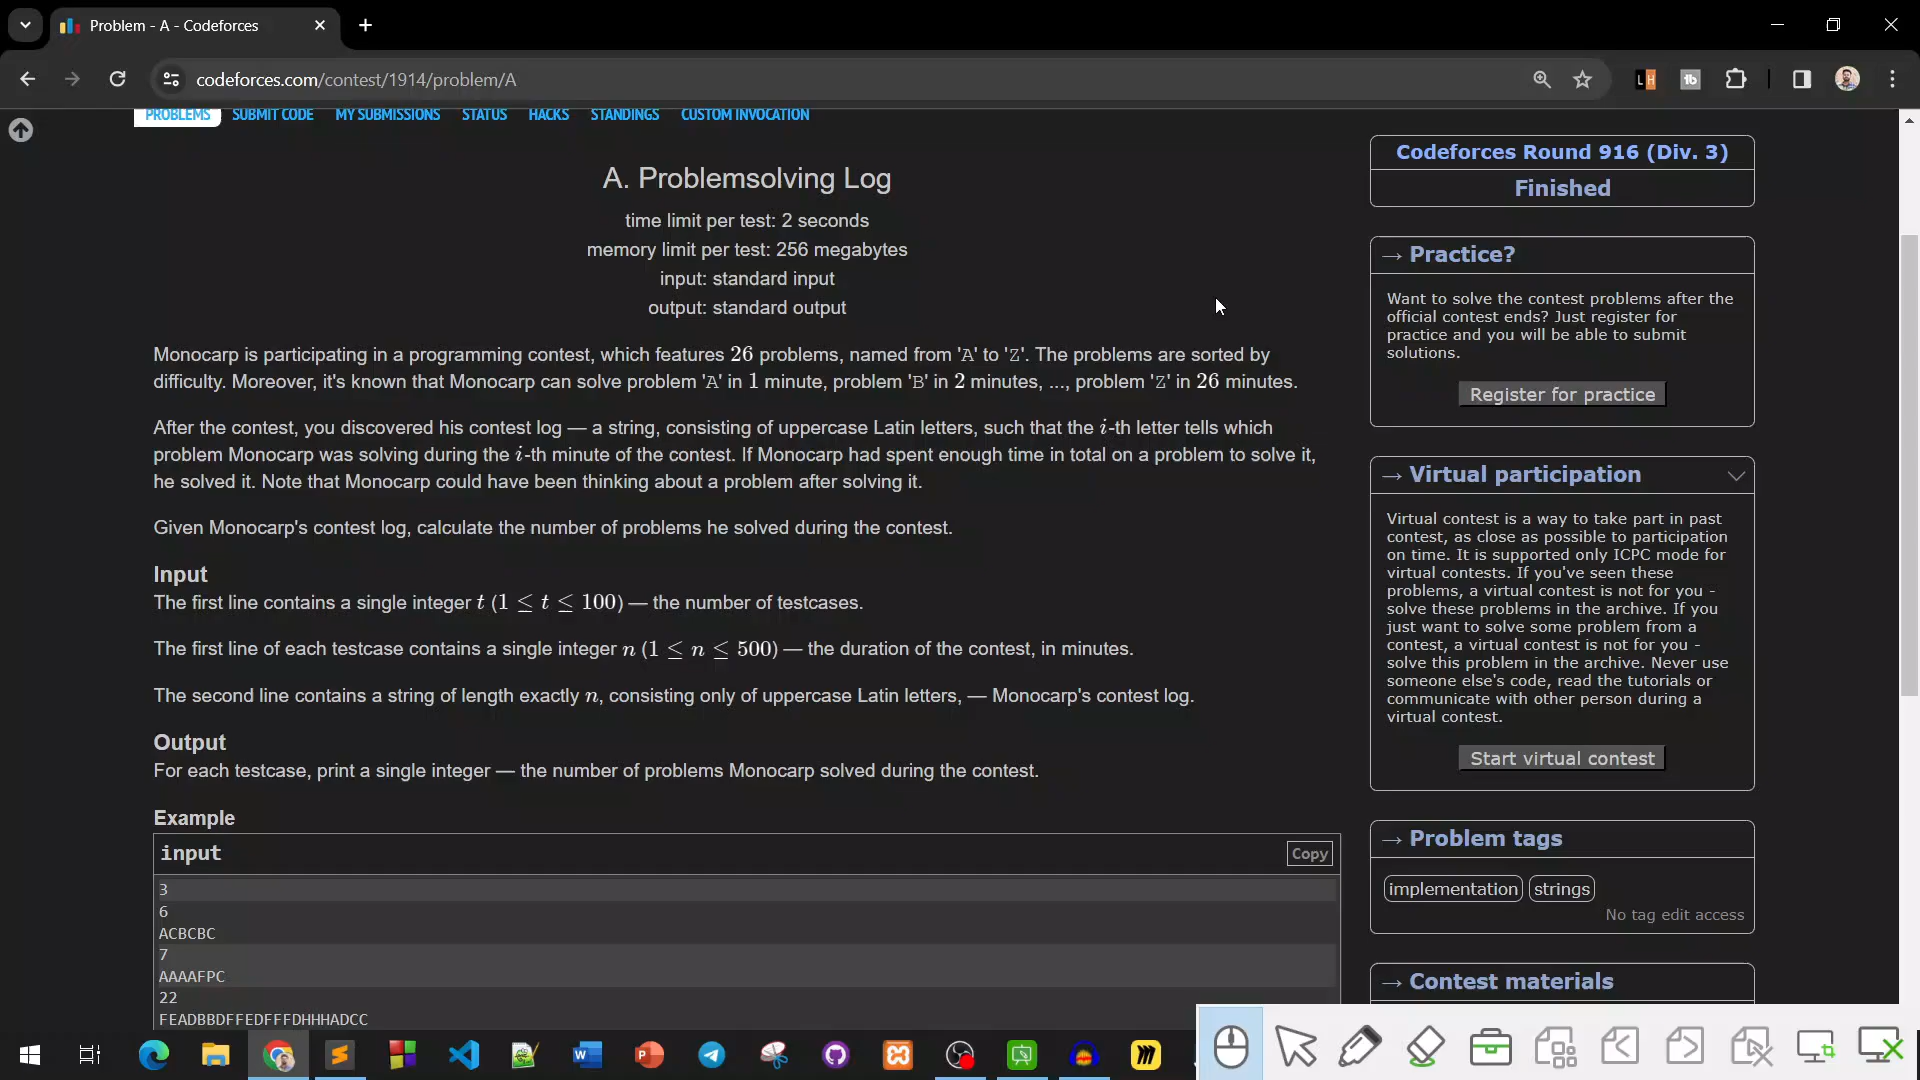 Problem - A - Codeforces
codeforces.com/contest/1914/problem/A
PROBLEMS SUBMIT CODE MY SUBMISSIONS STATUS HACKS STANDINGS CUSTOM INVOCATION
A. Problemsolving Log
time limit per test: 2 seconds
memory limit per test: 256 megabytes
input: standard input
output: standard output
Monocarp is participating in a programming contest, which features 26 problems, named from 'A' to 'Z'. The problems are sorted by
difficulty. Moreover, it's known that Monocarp can solve problem 'A' in 1 minute, problem 'B' in 2 minutes, ..., problem 'Z' in 26 minutes.
After the contest, you discovered his contest log — a string, consisting of uppercase Latin letters, such that the i-th letter tells which
problem Monocarp was solving during the i-th minute of the contest. If Monocarp had spent enough time in total on a problem to solve it,
he solved it. Note that Monocarp could have been thinking about a problem after solving it.
Given Monocarp's contest log, calculate the number of problems he solved during the contest.
Input
The first line contains a single integer t (1 ≤ t ≤ 100) — the number of testcases.
The first line of each testcase contains a single integer n (1 ≤ n ≤ 500) — the duration of the contest, in minutes.
The second line contains a string of length exactly n, consisting only of uppercase Latin letters, — Monocarp's contest log.
Output
For each testcase, print a single integer — the number of problems Monocarp solved during the contest.
Example
input
Copy
3
6
ACBCBC
7
AAAAFPC
22
FEADBBDFFEDFFFDHHHADCC
Codeforces Round 916 (Div. 3)
Finished
→ Practice?
Want to solve the contest problems after the
official contest ends? Just register for
practice and you will be able to submit
solutions.
Register for practice
→ Virtual participation
Virtual contest is a way to take part in past
contest, as close as possible to participation
on time. It is supported only ICPC mode for
virtual contests. If you've seen these
problems, a virtual contest is not for you -
solve these problems in the archive. If you
just want to solve some problem from a
contest, a virtual contest is not for you -
solve this problem in the archive. Never use
someone else's code, read the tutorials or
communicate with other person during a
virtual contest.
Start virtual contest
→ Problem tags
implementation strings
No tag edit access
→ Contest materials